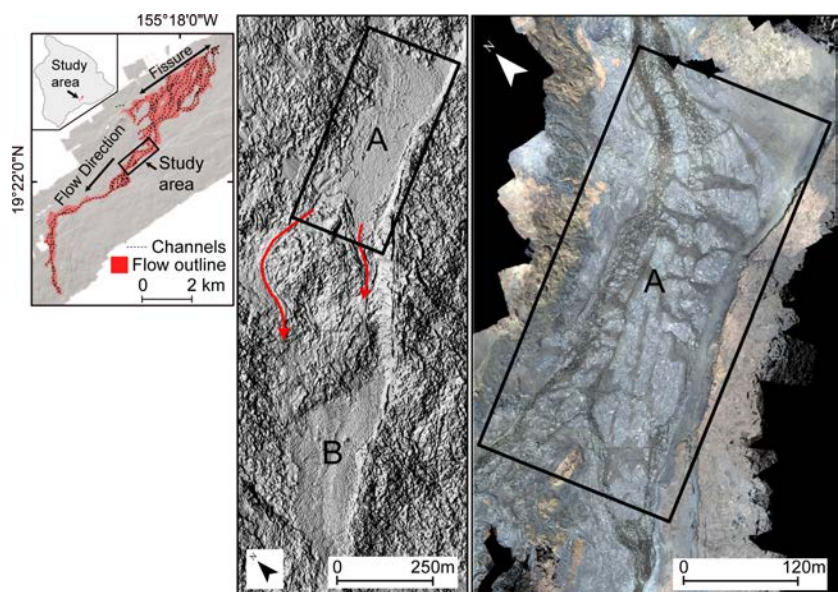 155°18'0"W
Study
area
Fissure
Flow Direction
Study
area
19°22'0"N
Channels
Flow outline
0 2 km
A
B
N
0 250m
N
A
0 120m